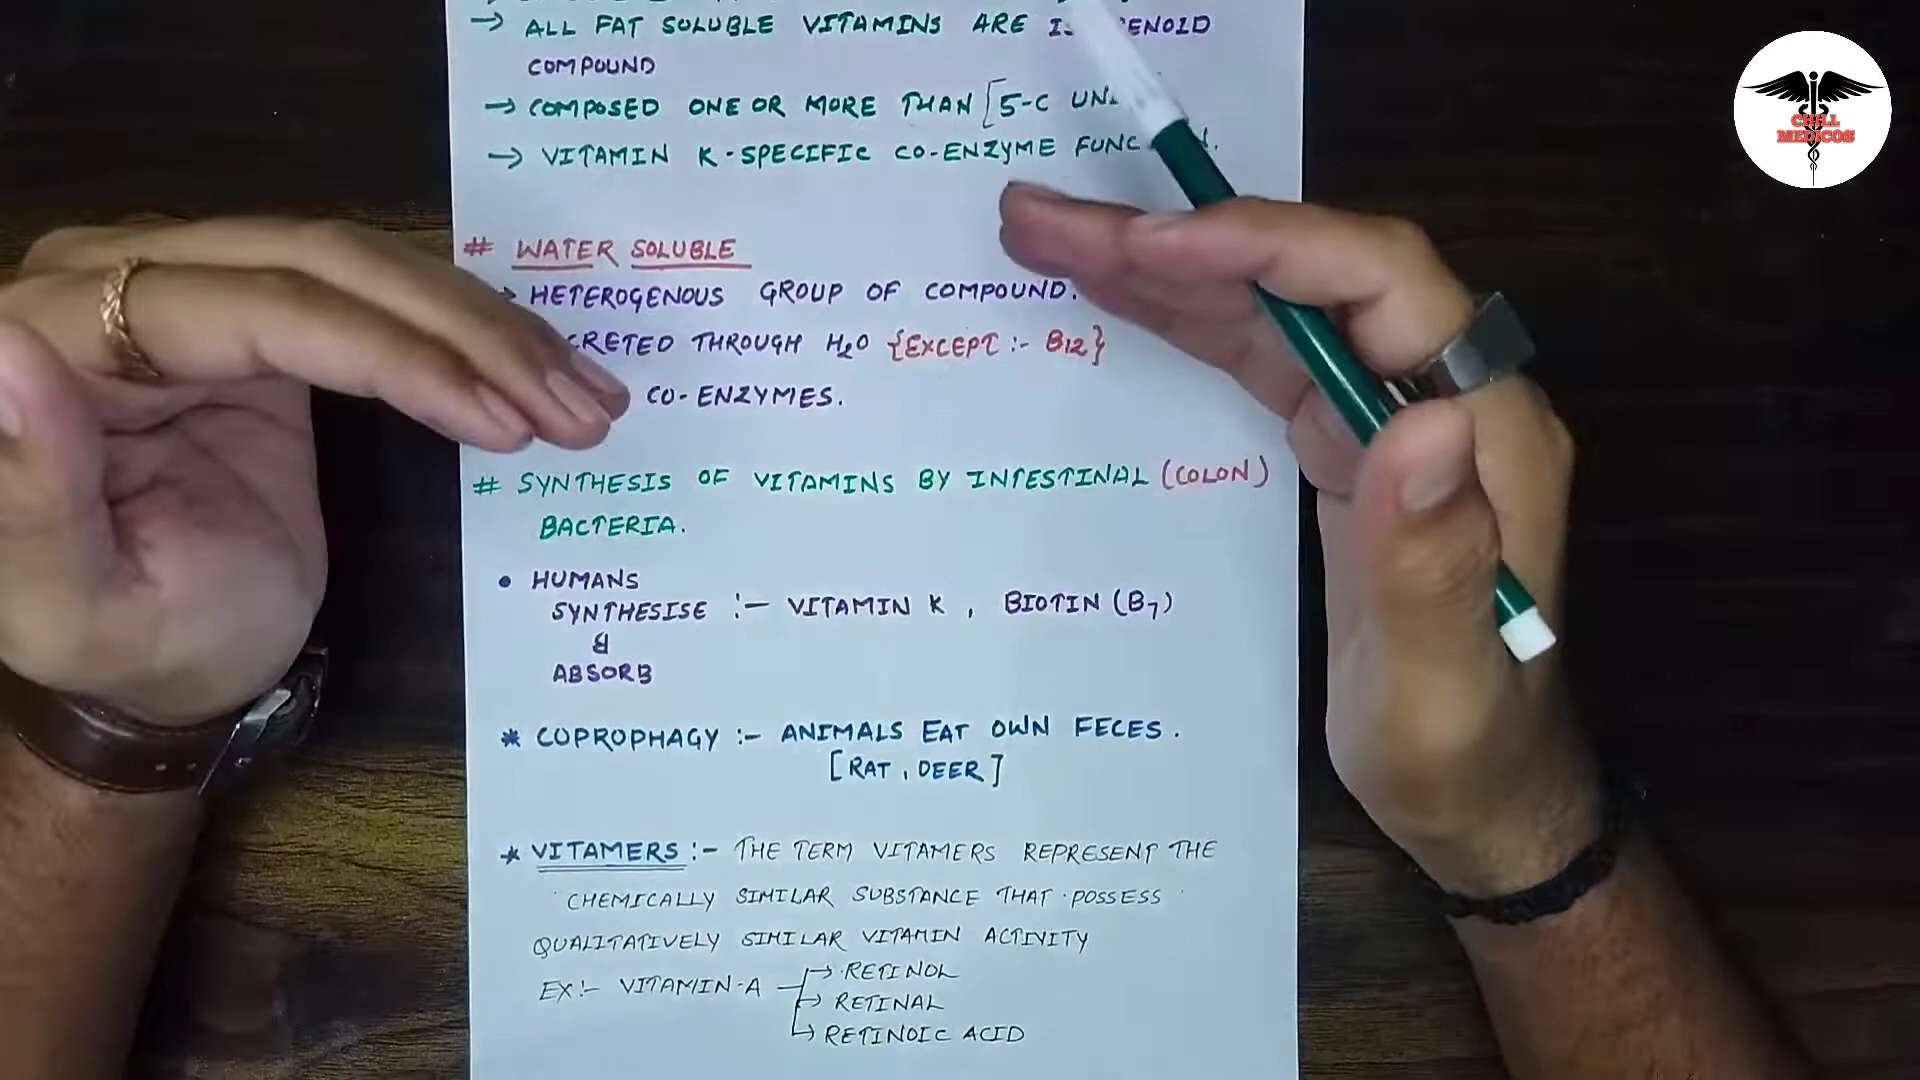 → ALL FAT SOLUBLE VITAMINS ARE
COMPOUND
→ COMPOSED ONE OR MORE THAN [5-C
→ VITAMIN K-SPECIFIC CO-ENZYME
# WATER SOLUBLE
→ HETEROGENOUS GROUP OF COMPOUND.
THROUGH H2O {EXCEPT :- B12}
CO-ENZYMES.
# SYNTHESIS OF VITAMINS BY INTESTINAL (COLON)
BACTERIA.
• HUMANS
SYNTHESISE :- VITAMIN K , BIOTIN (B7)
&
ABSORB
* COPROPHAGY :- ANIMALS EAT OWN FECES.
[RAT, DEER]
* VITAMERS :- THE TERM VITAMERS REPRESENT THE
CHEMICALLY SIMILAR SUBSTANCE THAT POSSESS
QUALITATIVELY SIMILAR VITAMIN ACTIVITY
→ RETINOL
EX:- VITAMIN-A
→ RETINAL
→ RETINOIC ACID
CHILL
MEDICOS